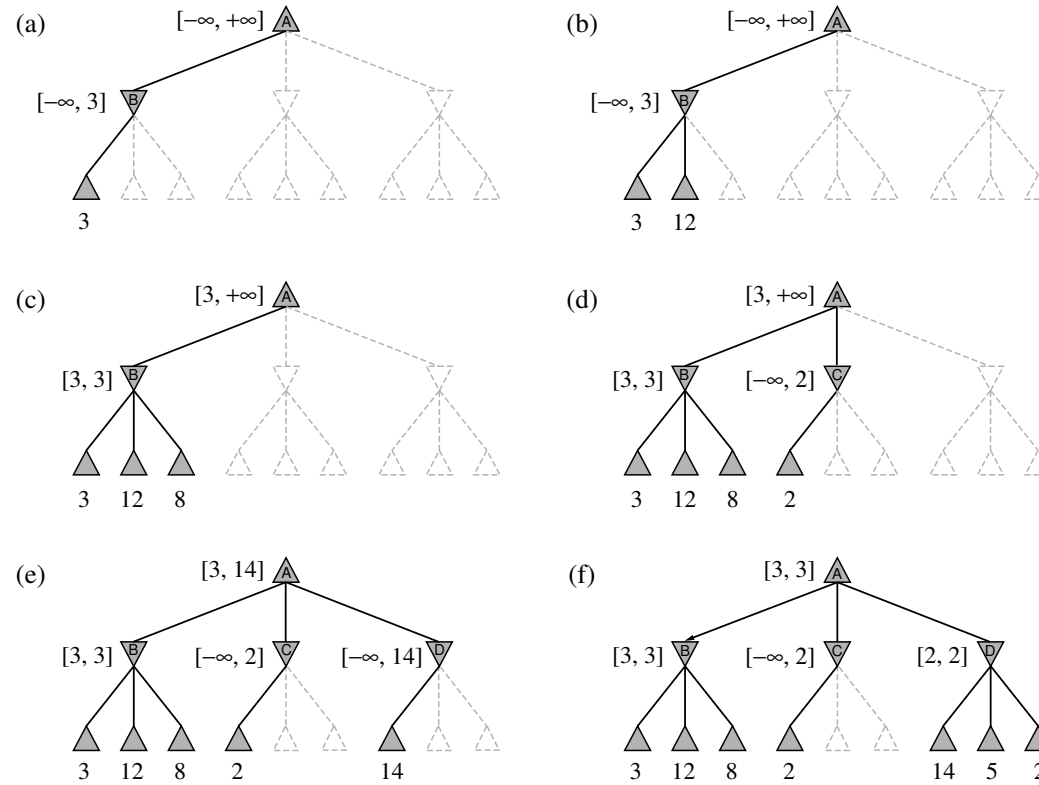 (a) [−∞, +∞] A (b) [−∞, +∞] A
[−∞, 3] B [−∞, 3] B
3 3 12
(c) [3, +∞] A (d) [3, +∞] A
[3, 3] B [3, 3] B [−∞, 2] C
3 12 8 3 12 8 2
(e) [3, 14] A (f) [3, 3] A
[3, 3] B [−∞, 2] C [−∞, 14] D [3, 3] B [−∞, 2] C [2, 2] D
3 12 8 2 14 3 12 8 2 14 5 2